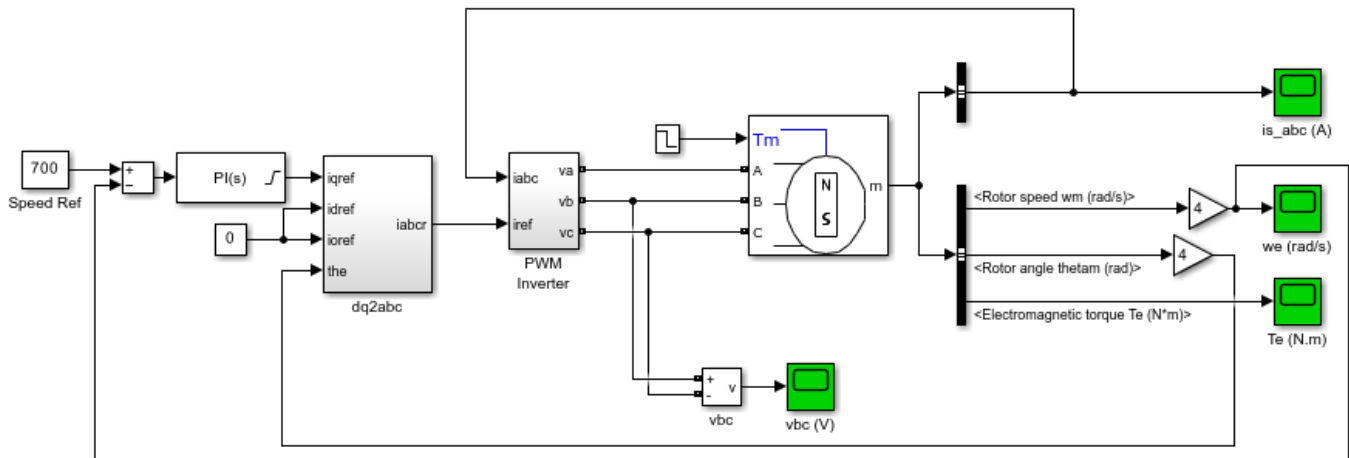 700
Speed Ref
+
−
PI(s)
0
iqref
idref
ioref
the
iabcr
dq2abc
iabc
iref
va
vb
vc
PWM
Inverter
Tm
A
B
C
N
S
m
is_abc (A)
<Rotor speed wm (rad/s)>
4
we (rad/s)
<Rotor angle thetam (rad)>
4
<Electromagnetic torque Te (N*m)>
Te (N.m)
+
-
v
vbc
vbc (V)